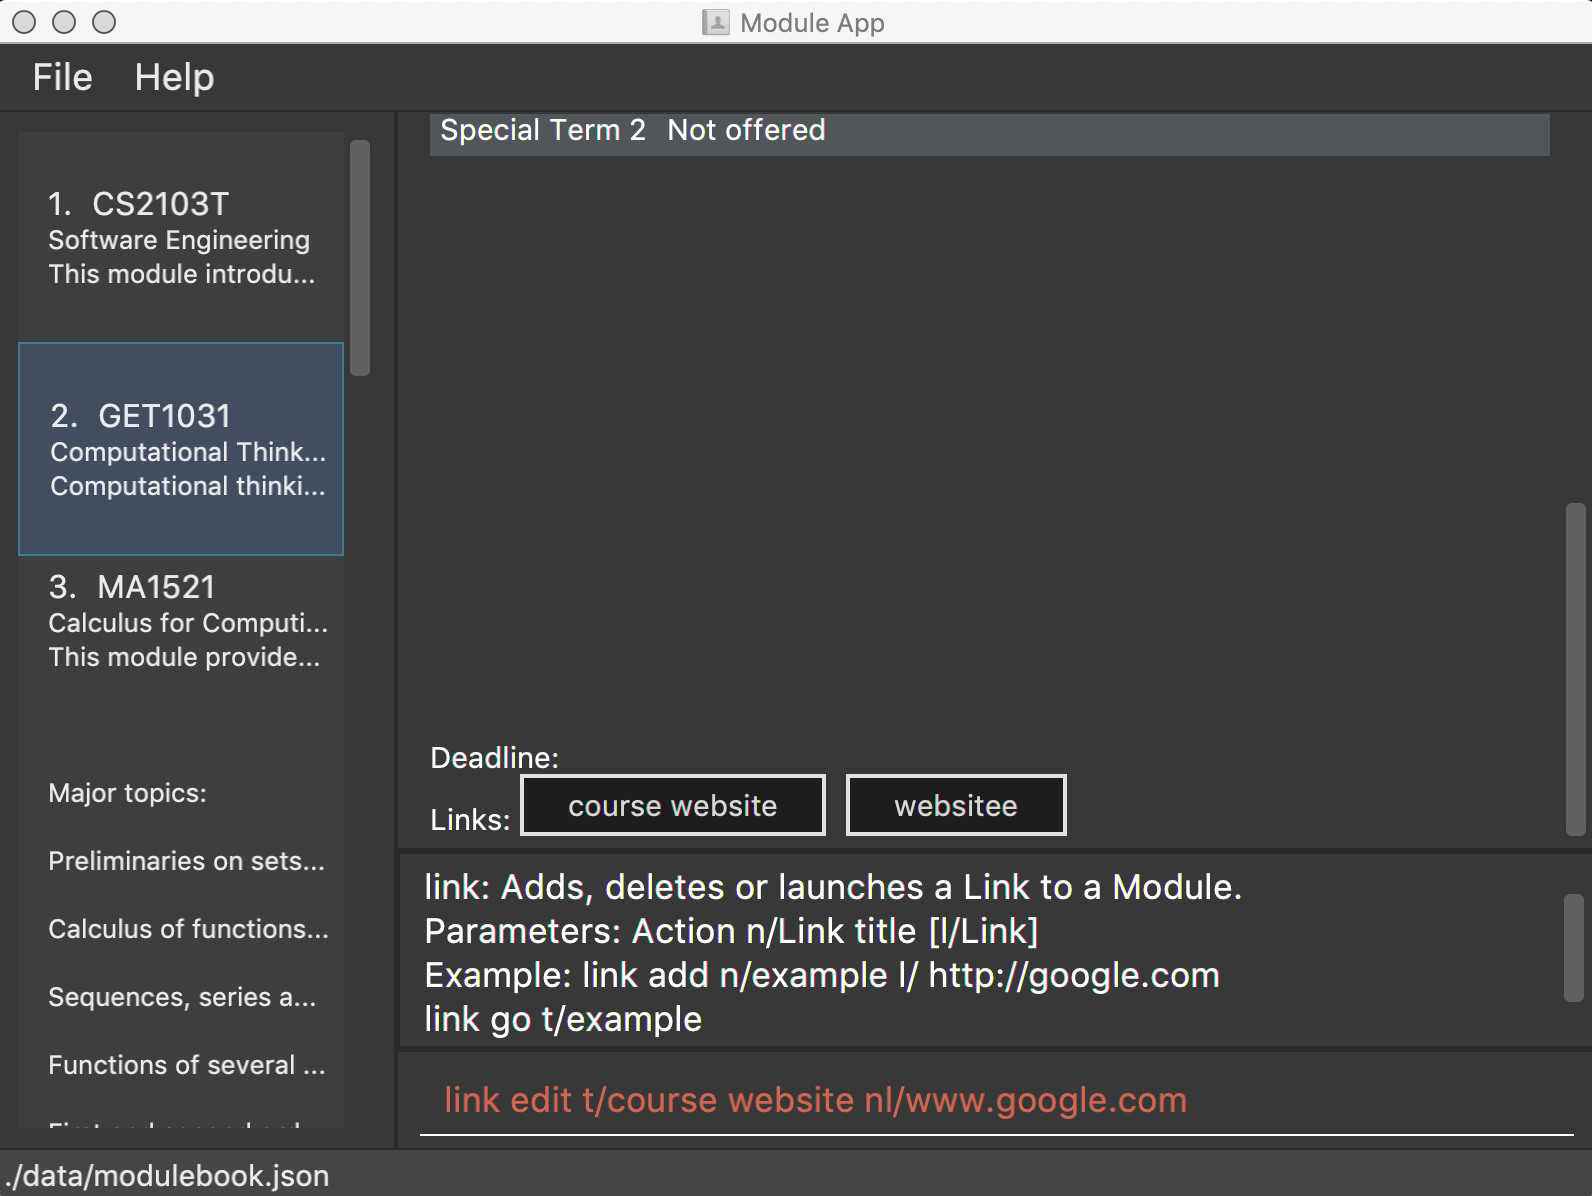 Module App
File Help
1. CS2103T
Software Engineering
This module introdu...
2. GET1031
Computational Think...
Computational thinki...
3. MA1521
Calculus for Computi...
This module provide...
Major topics:
Preliminaries on sets...
Calculus of functions...
Sequences, series a...
Functions of several ...
Special Term 2 Not offered
Deadline:
Links: course website websitee
link: Adds, deletes or launches a Link to a Module.
Parameters: Action n/Link title [l/Link]
Example: link add n/example l/ http://google.com
link go t/example
link edit t/course website nl/www.google.com
./data/modulebook.json